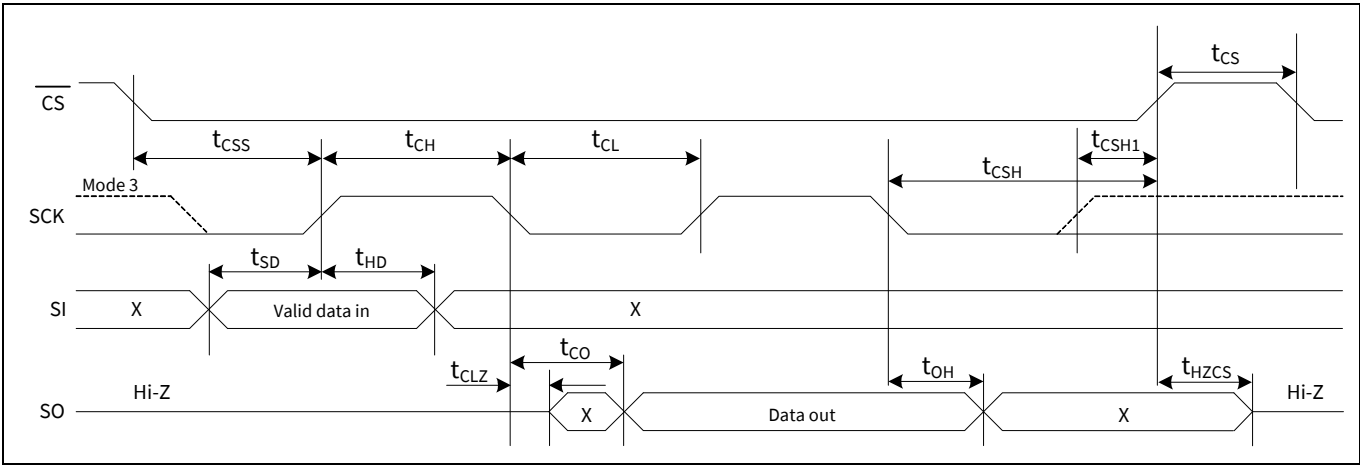 tCS
CS
tCSS
tCH
tCL
tCSH1
tCSH
Mode 3
SCK
tSD
tHD
SI
X
Valid data in
X
tCO
tCLZ
tOH
tHZCS
Hi-Z
Hi-Z
SO
X
Data out
X